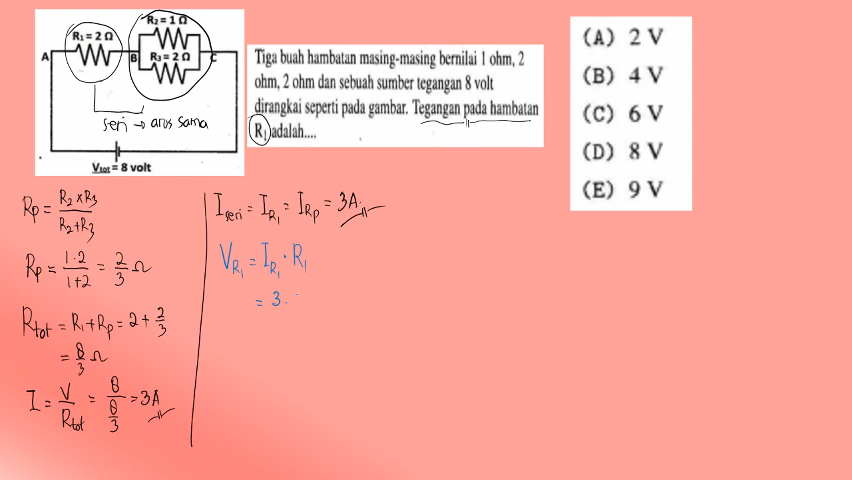 R₁ = 2 Ω
R₂ = 1 Ω
R₃ = 2 Ω
A
B
C
seri → arus sama
Vtot = 8 volt
Tiga buah hambatan masing-masing bernilai 1 ohm, 2
ohm, 2 ohm dan sebuah sumber tegangan 8 volt
dirangkai seperti pada gambar. Tegangan pada hambatan
R₁ adalah....
(A) 2 V
(B) 4 V
(C) 6 V
(D) 8 V
(E) 9 V
Rp = R₂ x R₃ / R₂ + R₃
Rp = 1·2 / 1+2 = 2/3 Ω
Rtot = R₁ + Rp = 2 + 2/3
= 8/3 Ω
I = V / Rtot = 8 / 8/3 = 3A
Iseri = I R₁ = I Rp = 3A
V R₁ = I R₁ · R₁
= 3 ·